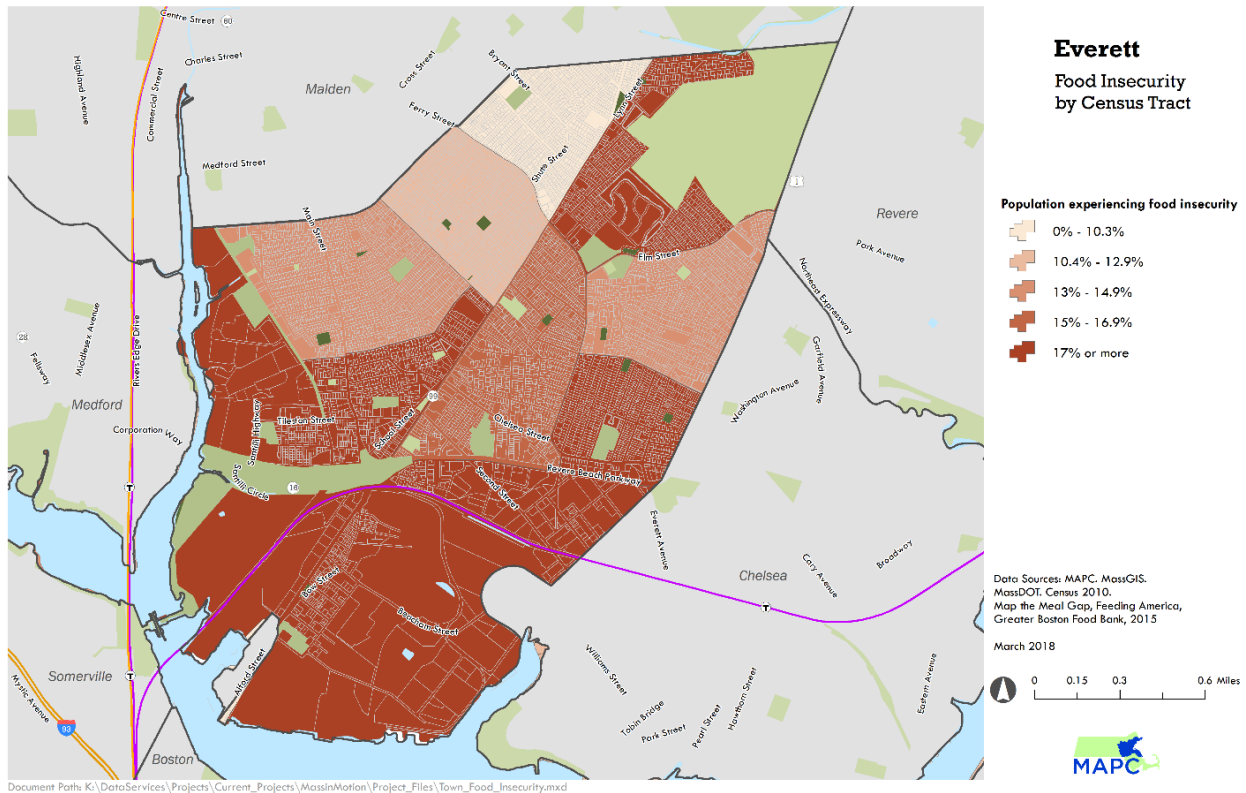 Everett
Food Insecurity
by Census Tract
Population experiencing food insecurity
0% - 10.3%
10.4% - 12.9%
13% - 14.9%
15% - 16.9%
17% or more
Data Sources: MAPC. MassGIS.
MassDOT. Census 2010.
Map the Meal Gap, Feeding America,
Greater Boston Food Bank, 2015
March 2018
0 0.15 0.3 0.6 Miles
MAPC
Centre Street
60
Charles Street
Highland Avenue
Commercial Street
Malden
Cross Street
Bryant Street
Ferry Street
Lynn Street
Medford Street
Shute Street
Main Street
1
Revere
Park Avenue
Elm Street
Northeast Expressway
Garfield Avenue
28
Fellsway
Middlesex Avenue
Rivers Edge Drive
Medford
Corporation Way
Santilli Highway
Tileston Street
School Street
99
Chelsea Street
Washington Avenue
Santilli Circle
16
Second Street
Revere Beach Parkway
Everett Avenue
T
Chelsea
Cary Avenue
Broadway
T
Bow Street
Beacham Street
Alford Street
Somerville
T
Mystic Avenue
93
Boston
Williams Street
Tobin Bridge
Park Street
Pearl Street
Hawthorn Street
Eastern Avenue
Document Path: K:\DataServices\Projects\Current_Projects\MassinMotion\Project_Files\Town_Food_Insecurity.mxd